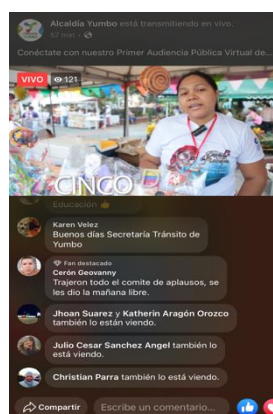 Alcaldía Yumbo está transmitiendo en vivo.
57 min ·
Conéctate con nuestro Primer Audiencia Pública Virtual de...
VIVO 121
CINCO
Educación
Karen Velez
Buenos días Secretaría Tránsito de
Yumbo
Fan destacado
Cerón Geovanny
Trajeron todo el comite de aplausos, se
les dio la mañana libre.
Jhoan Suarez y Katherin Aragón Orozco
también lo están viendo.
Julio Cesar Sanchez Angel también lo
está viendo.
Christian Parra también lo está viendo.
Compartir
Escribe un comentario...